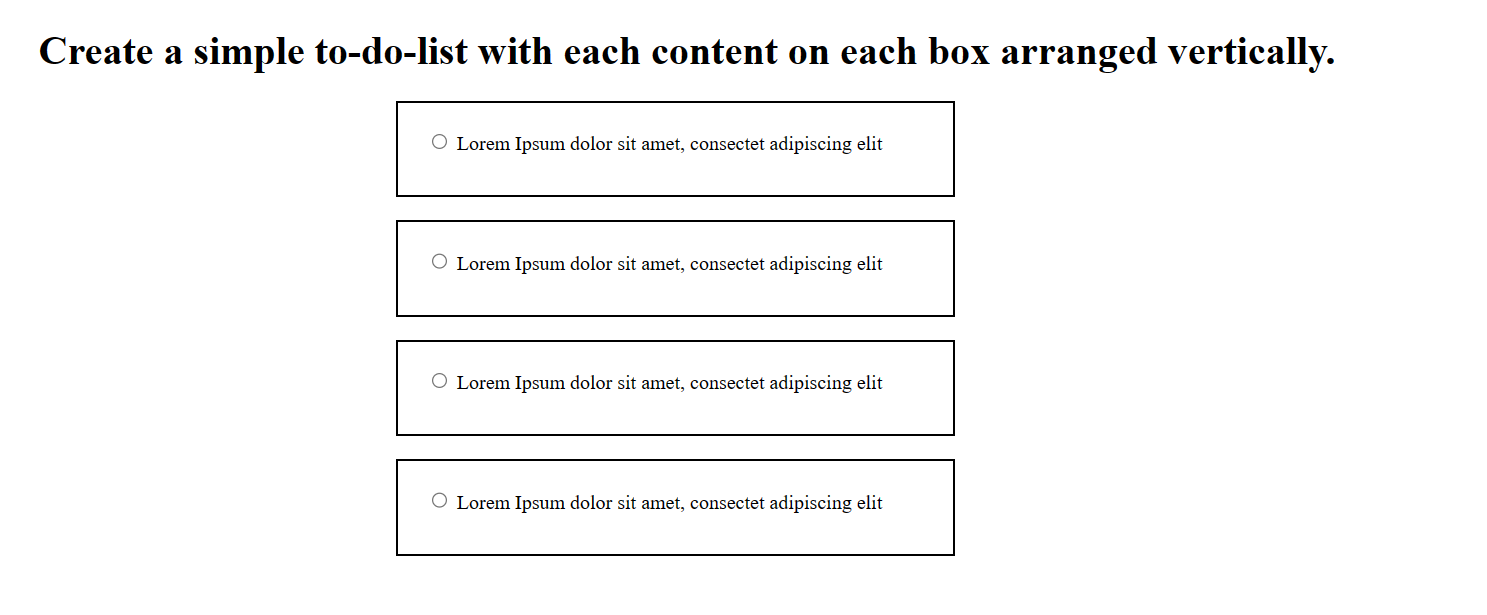 Create a simple to-do-list with each content on each box arranged vertically.
Lorem Ipsum dolor sit amet, consectet adipiscing elit
Lorem Ipsum dolor sit amet, consectet adipiscing elit
Lorem Ipsum dolor sit amet, consectet adipiscing elit
Lorem Ipsum dolor sit amet, consectet adipiscing elit